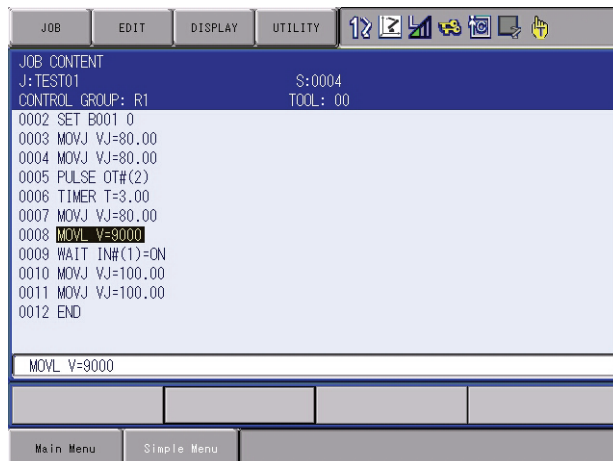 JOB EDIT DISPLAY UTILITY
JOB CONTENT
J:TEST01 S:0004
CONTROL GROUP: R1 TOOL: 00
0002 SET B001 0
0003 MOVJ VJ=80.00
0004 MOVJ VJ=80.00
0005 PULSE OT#(2)
0006 TIMER T=3.00
0007 MOVJ VJ=80.00
0008 MOVL V=9000
0009 WAIT IN#(1)=ON
0010 MOVJ VJ=100.00
0011 MOVJ VJ=100.00
0012 END
MOVL V=9000
Main Menu Simple Menu